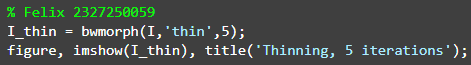 % Felix 2327250059
I_thin = bwmorph(I,'thin',5);
figure, imshow(I_thin), title('Thinning, 5 iterations');